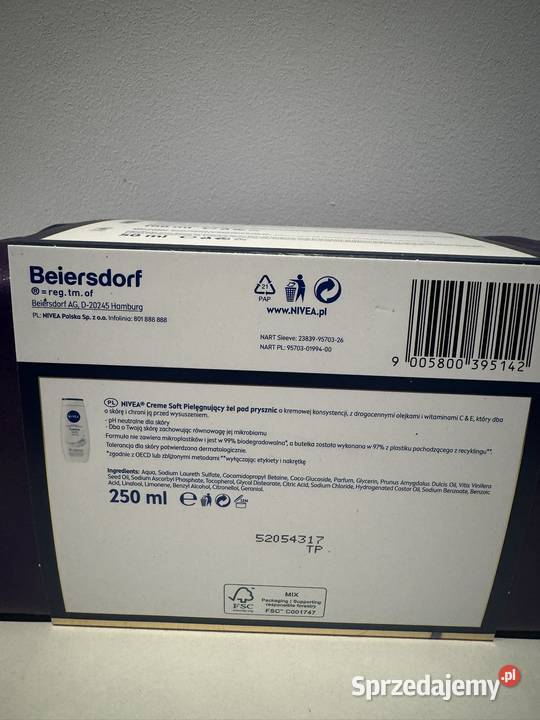 50 ml
Beiersdorf
® = reg. tm. of
Beiersdorf AG, D-20245 Hamburg
PL: NIVEA Polska Sp. z o.o. Infolinia: 801 888 888
21
PAP
www.NIVEA.pl
NART Sleeve: 23839-95703-26
NART PL: 95703-01994-00
9 005800 395142
PL NIVEA® Creme Soft Pielęgnujący żel pod prysznic o kremowej konsystencji, z drogocennymi olejkami i witaminami C & E, który dba
o skórę i chroni ją przed wysuszeniem.
- pH neutralne dla skóry
- Dba o Twoją skórę zachowując równowagę jej mikrobiomu
Formuła nie zawiera mikroplastików i jest w 99% biodegradowalna*, a butelka została wykonana w 97% z plastiku pochodzącego z recyklingu**.
Tolerancja dla skóry potwierdzona dermatologicznie.
*zgodnie z OECD lub zbliżonymi metodami **wyłączając etykiety i nakrętkę
Ingredients: Aqua, Sodium Laureth Sulfate, Cocamidopropyl Betaine, Coco-Glucoside, Parfum, Glycerin, Prunus Amygdalus Dulcis Oil, Vitis Vinifera
Seed Oil, Sodium Ascorbyl Phosphate, Tocopherol, Glycol Distearate, Citric Acid, Sodium Chloride, Hydrogenated Castor Oil, Sodium Benzoate, Benzoic
Acid, Linalool, Limonene, Benzyl Alcohol, Citronellol, Geraniol.
NIVEA
250 ml e 12M
52054317
TP
FSC
MIX
Packaging | Supporting
responsible forestry
FSC™ C001747
Sprzedajemy.pl